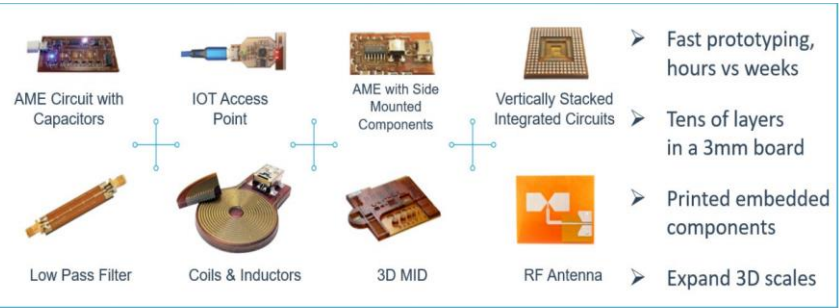 AME Circuit with
Capacitors
IOT Access
Point
AME with Side
Mounted
Components
Vertically Stacked
Integrated Circuits
Low Pass Filter
Coils & Inductors
3D MID
RF Antenna
➢ Fast prototyping,
hours vs weeks
➢ Tens of layers
in a 3mm board
➢ Printed embedded
components
➢ Expand 3D scales